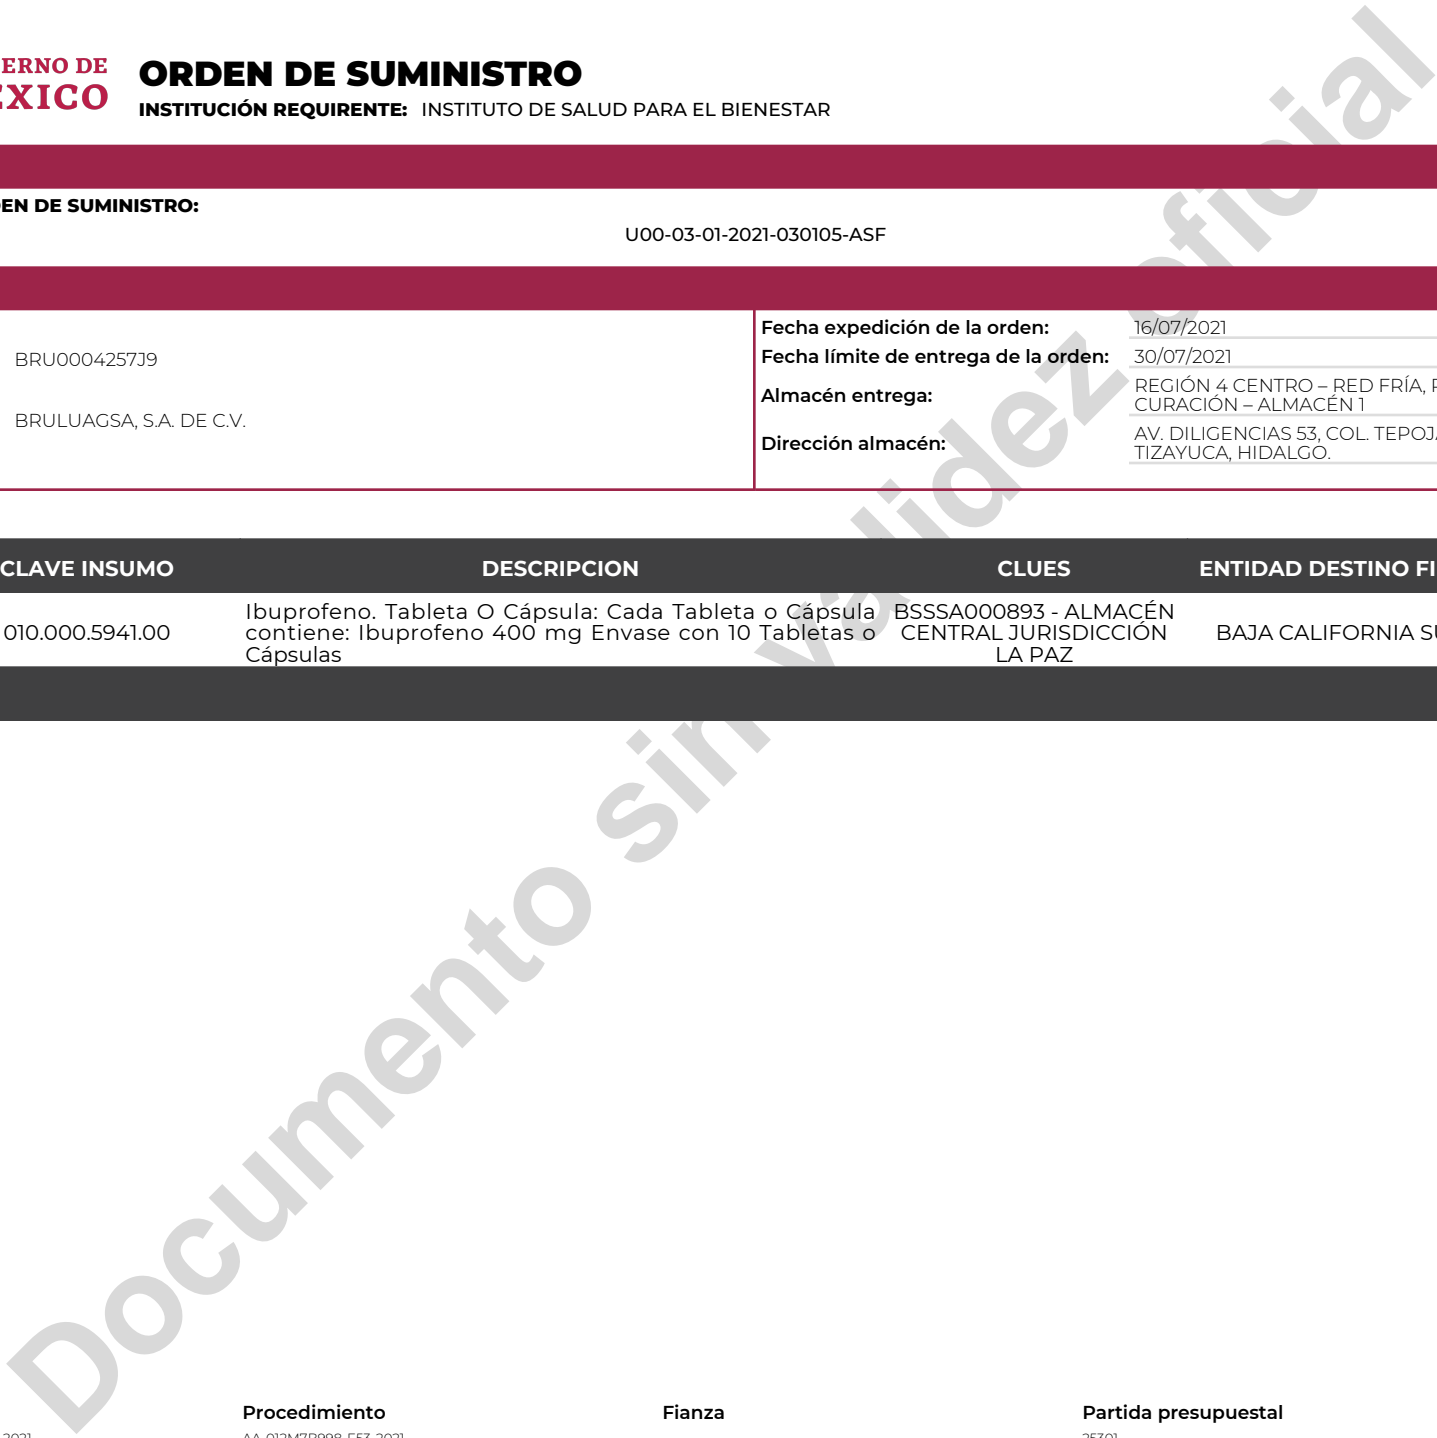 ERNO DE
EXICO
ORDEN DE SUMINISTRO
INSTITUCIÓN REQUIRENTE: INSTITUTO DE SALUD PARA EL BIENESTAR
EN DE SUMINISTRO:
U00-03-01-2021-030105-ASF
BRU0004257J9
BRULUAGSA, S.A. DE C.V.
Fecha expedición de la orden: 16/07/2021
Fecha límite de entrega de la orden: 30/07/2021
Almacén entrega: REGIÓN 4 CENTRO – RED FRÍA,
CURACIÓN – ALMACÉN 1
Dirección almacén: AV. DILIGENCIAS 53, COL. TEPOJ
TIZAYUCA, HIDALGO.
CLAVE INSUMO DESCRIPCION CLUES ENTIDAD DESTINO FI
010.000.5941.00
Ibuprofeno. Tableta O Cápsula: Cada Tableta o Cápsula
contiene: Ibuprofeno 400 mg Envase con 10 Tabletas o
Cápsulas
BSSSA000893 - ALMACÉN
CENTRAL JURISDICCIÓN
LA PAZ
BAJA CALIFORNIA S
Documento sin validez oficial
Procedimiento Fianza Partida presupuestal